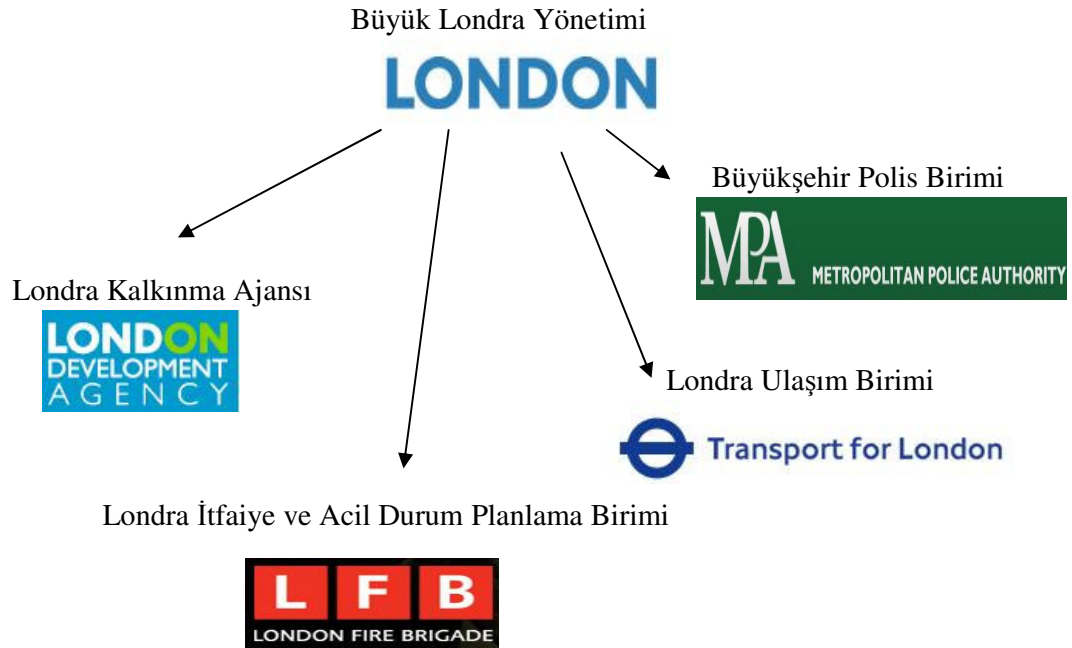 Büyük Londra Yönetimi
LONDON
Büyükşehir Polis Birimi
MPA METROPOLITAN POLICE AUTHORITY
Londra Kalkınma Ajansı
LONDON
DEVELOPMENT
AGENCY
Londra Ulaşım Birimi
Transport for London
Londra İtfaiye ve Acil Durum Planlama Birimi
L F B
LONDON FIRE BRIGADE